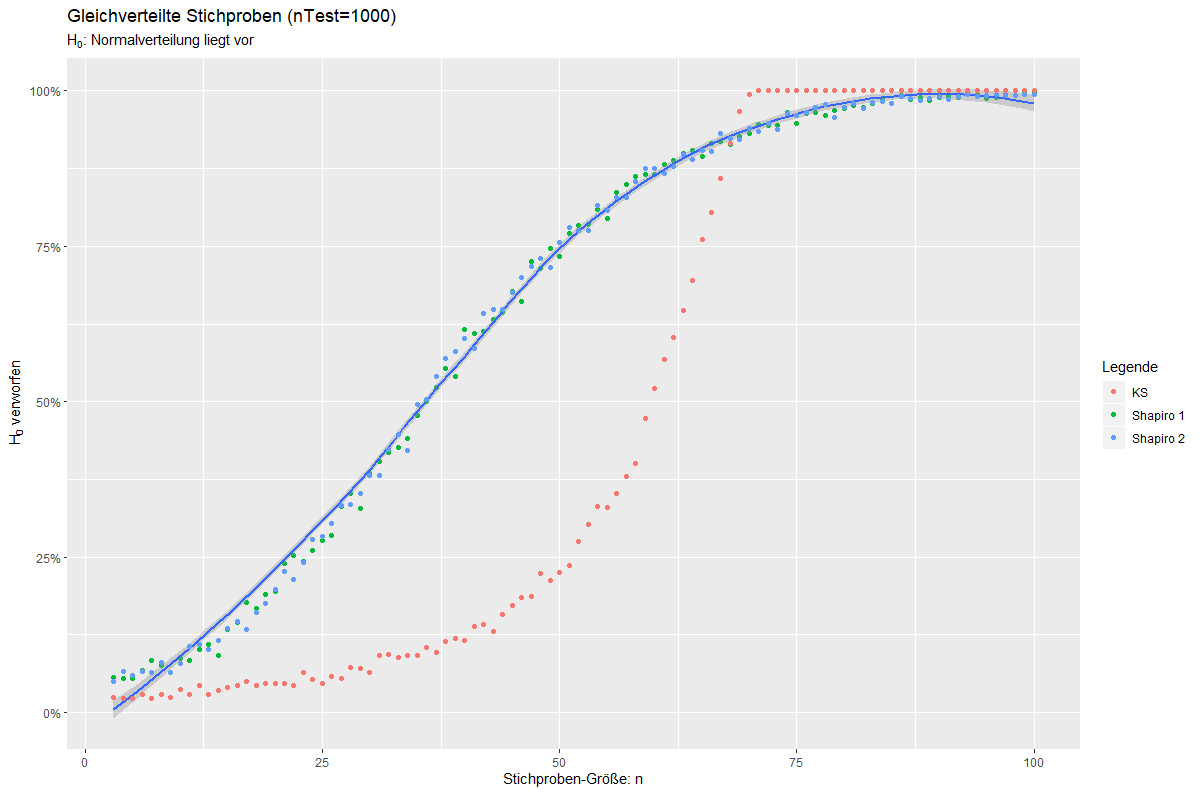 Gleichverteilte Stichproben (nTest=1000)
H₀: Normalverteilung liegt vor
100%
75%
50%
25%
0%
H₀ verworfen
0 25 50 75 100
Stichproben-Größe: n
Legende
KS
Shapiro 1
Shapiro 2